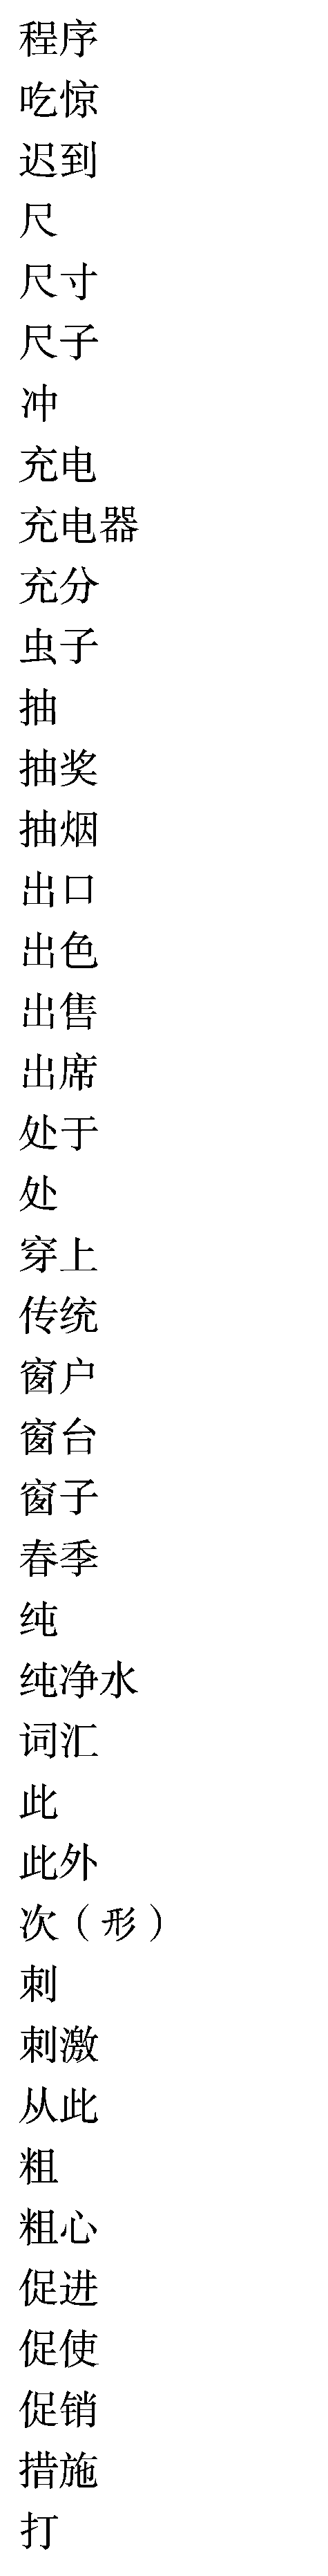 程序
吃惊
迟到
尺
尺寸
尺子
冲
充电
充电器
充分
虫子
抽
抽奖
抽烟
出口
出色
出售
出席
处于
处
穿上
传统
窗户
窗台
窗子
春季
纯
纯净水
词汇
此
此外
次（形）
刺
刺激
从此
粗
粗心
促进
促使
促销
措施
打